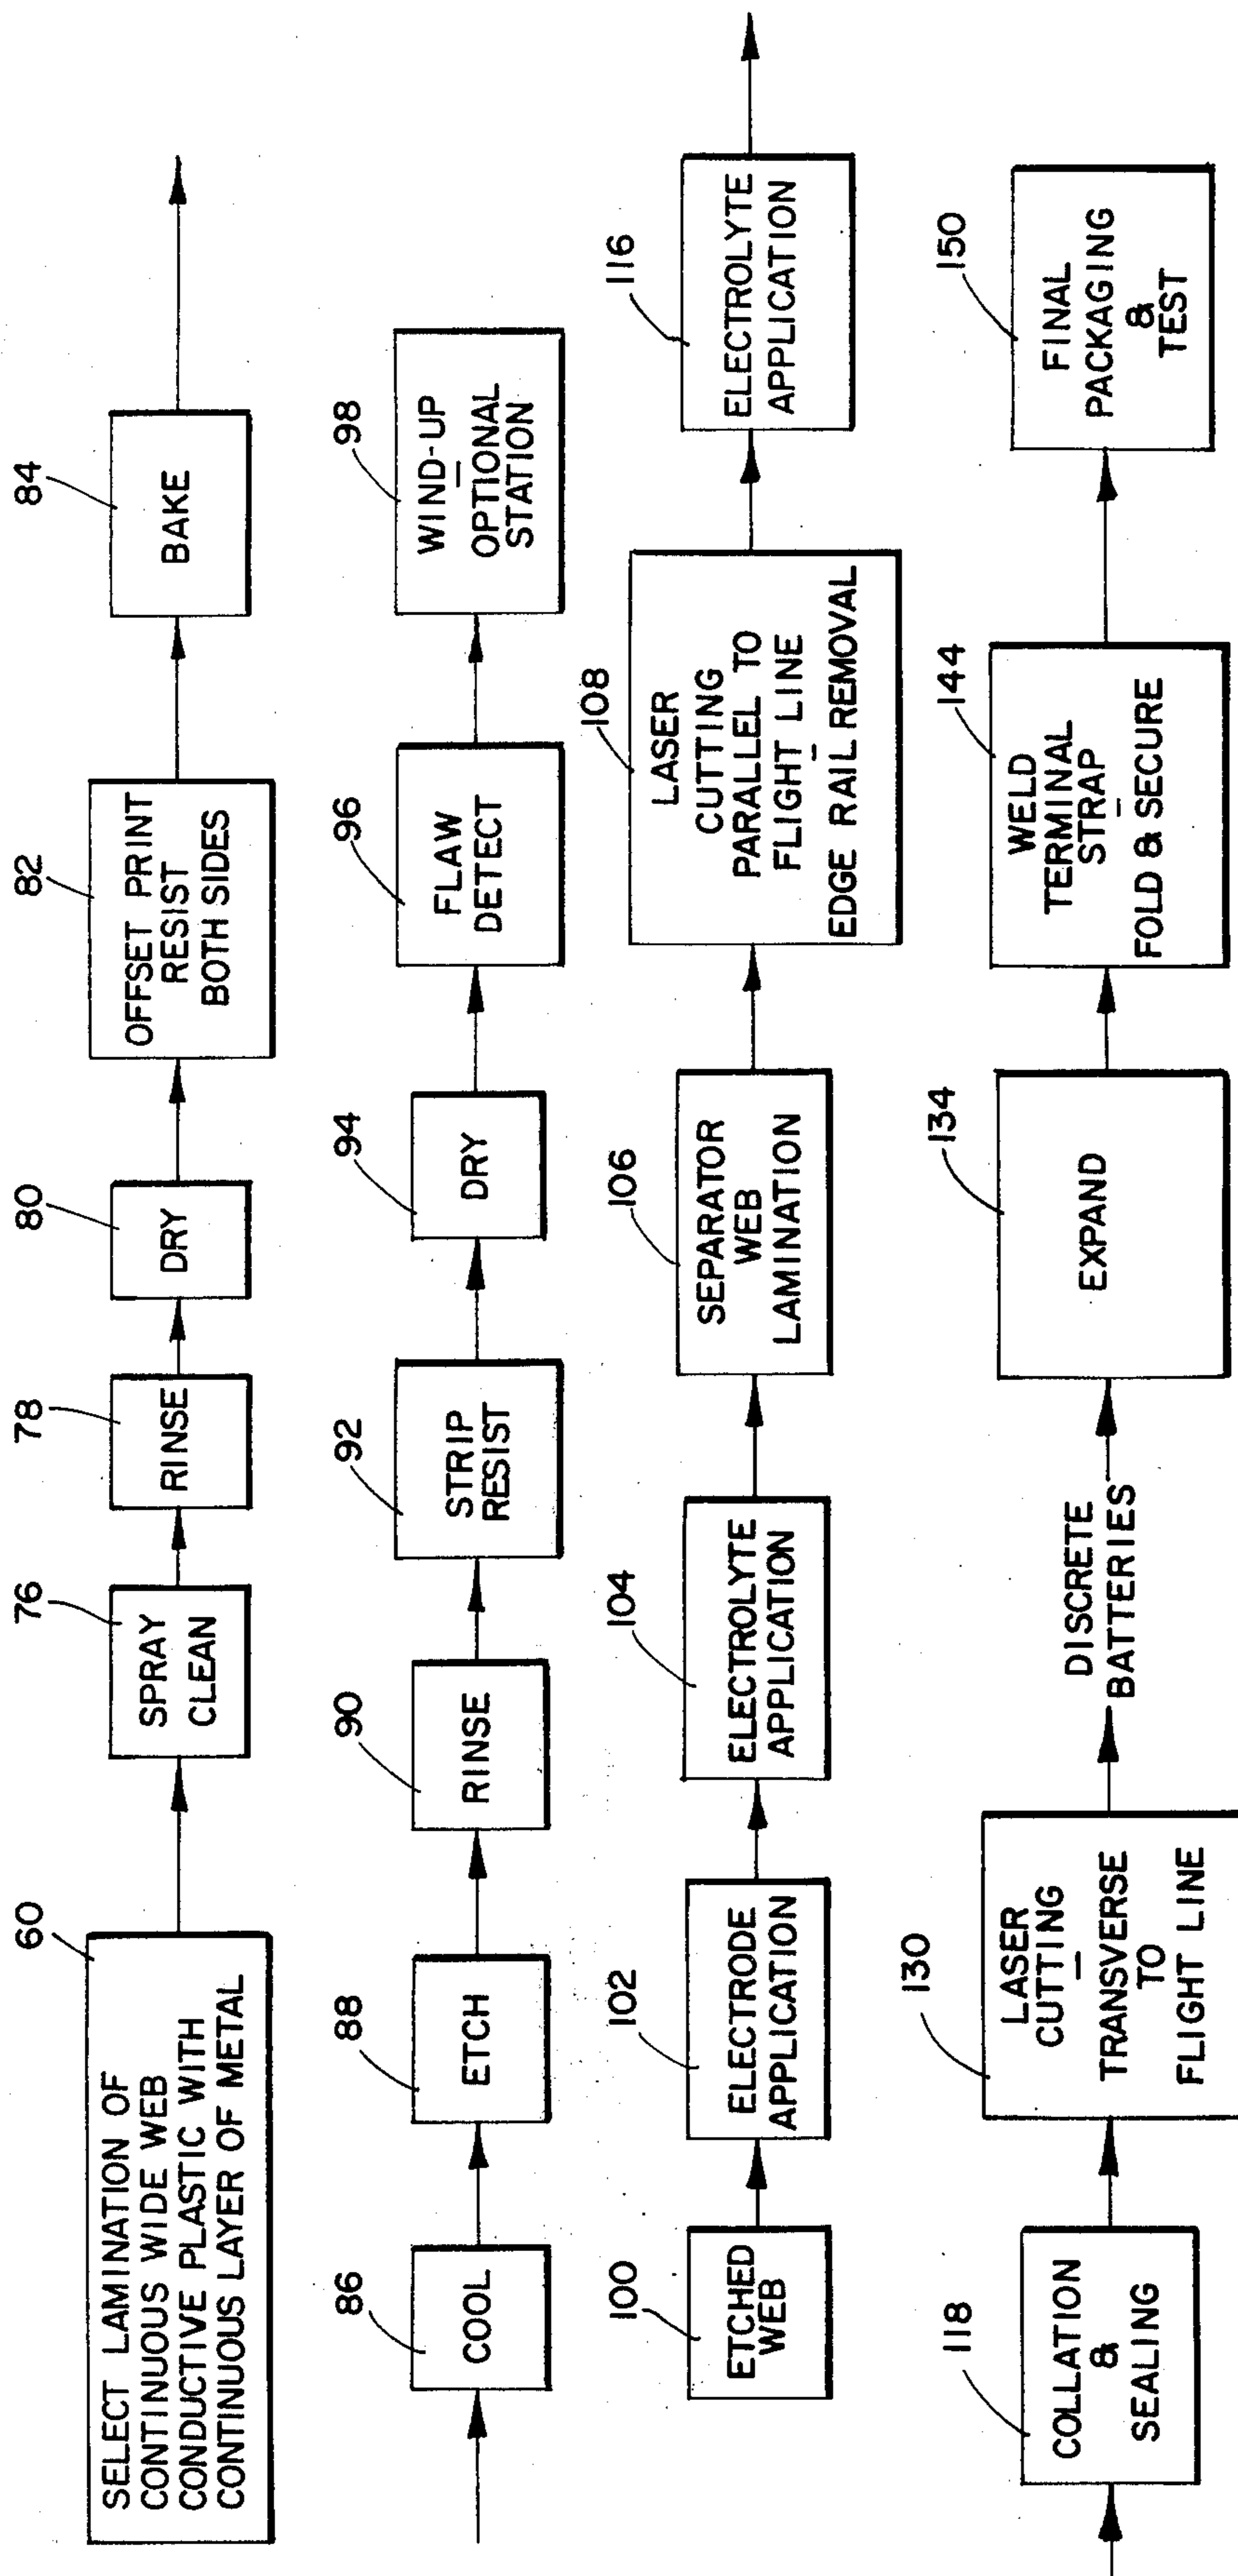 60
SELECT LAMINATION OF
CONTINUOUS WIDE WEB
CONDUCTIVE PLASTIC WITH
CONTINUOUS LAYER OF METAL
76
SPRAY
CLEAN
78
RINSE
80
DRY
82
OFFSET PRINT
RESIST
BOTH SIDES
84
BAKE
86
COOL
88
ETCH
90
RINSE
92
STRIP
RESIST
94
DRY
96
FLAW
DETECT
98
WIND-UP
—
OPTIONAL
STATION
100
ETCHED
WEB
102
ELECTRODE
APPLICATION
104
ELECTROLYTE
APPLICATION
106
SEPARATOR
WEB
LAMINATION
108
LASER
CUTTING
PARALLEL TO
FLIGHT LINE
—
EDGE RAIL REMOVAL
116
ELECTROLYTE
APPLICATION
118
COLLATION
&
SEALING
130
LASER
CUTTING
—
TRANSVERSE
TO
FLIGHT LINE
DISCRETE
BATTERIES
134
EXPAND
144
WELD
TERMINAL
STRAP
—
FOLD & SECURE
150
FINAL
PACKAGING
&
TEST